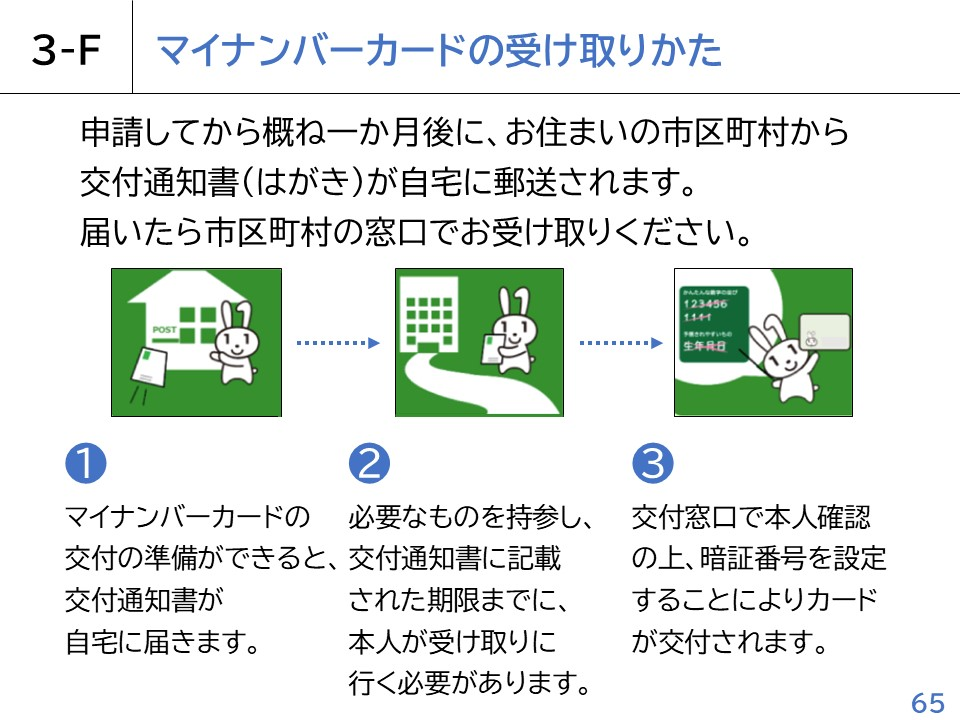 3-F
マイナンバーカードの受け取りかた
申請してから概ね一か月後に、お住まいの市区町村から
交付通知書（はがき）が自宅に郵送されます。
届いたら市区町村の窓口でお受け取りください。
POST
かんたんな数字の並び
123456
1111
予測されやすいもの
生年月日
1
マイナンバーカードの
交付の準備ができると、
交付通知書が
自宅に届きます。
2
必要なものを持参し、
交付通知書に記載
された期限までに、
本人が受け取りに
行く必要があります。
3
交付窓口で本人確認
の上、暗証番号を設定
することによりカード
が交付されます。
65